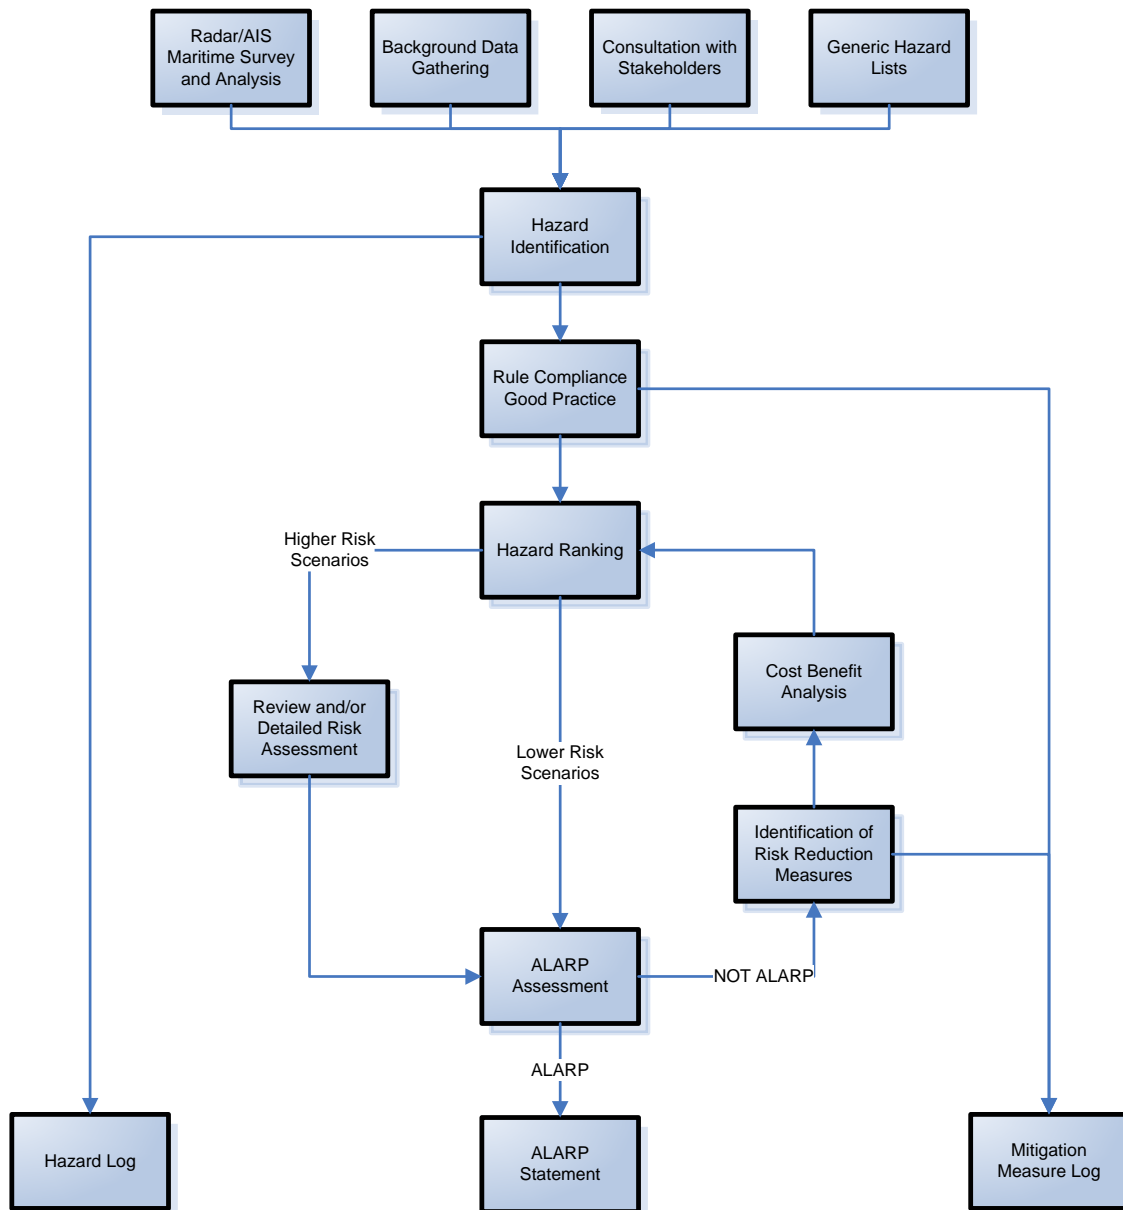 Radar/AIS
Maritime Survey
and Analysis
Background Data
Gathering
Consultation with
Stakeholders
Generic Hazard
Lists
Hazard
Identification
Rule Compliance
Good Practice
Higher Risk
Scenarios
Hazard Ranking
Cost Benefit
Analysis
Review and/or
Detailed Risk
Assessment
Lower Risk
Scenarios
Identification of
Risk Reduction
Measures
ALARP
Assessment
NOT ALARP
ALARP
Hazard Log
ALARP
Statement
Mitigation
Measure Log